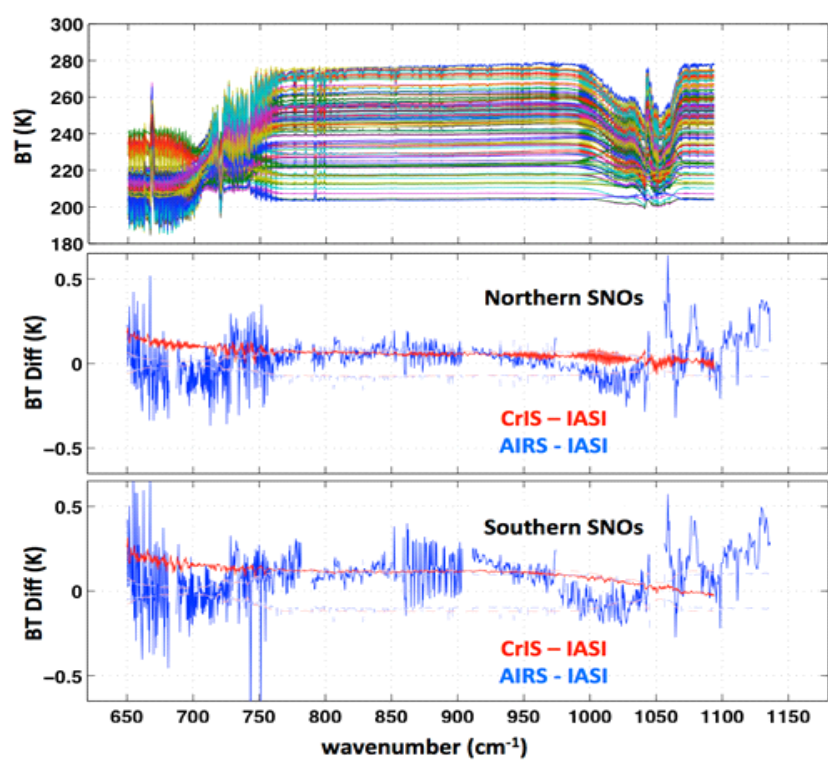 300
280
260
240
220
200
180
BT (K)
0.5
0
−0.5
BT Diff (K)
Northern SNOs
CrIS – IASI
AIRS - IASI
0.5
0
−0.5
BT Diff (K)
Southern SNOs
CrIS – IASI
AIRS - IASI
650 700 750 800 850 900 950 1000 1050 1100 1150
wavenumber (cm⁻¹)